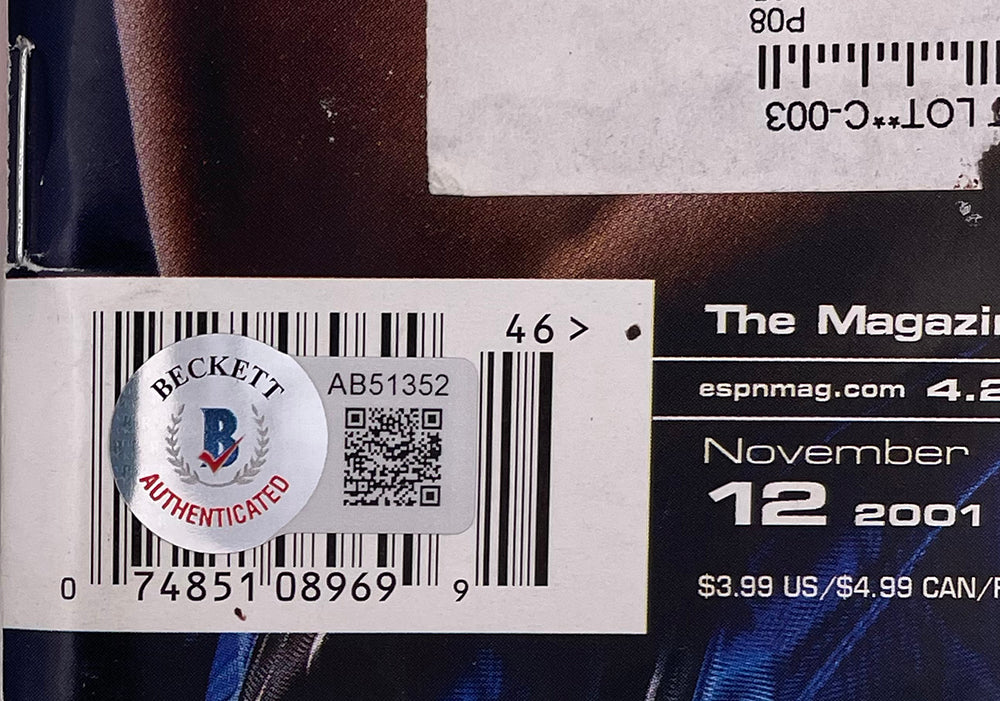 P08
LOT**C-003
46 >
BECKETT
AB51352
B
AUTHENTICATED
0 74851 08969 9
The Magazi
espnmag.com 4.2
November
12 2001
$3.99 US/$4.99 CAN/F